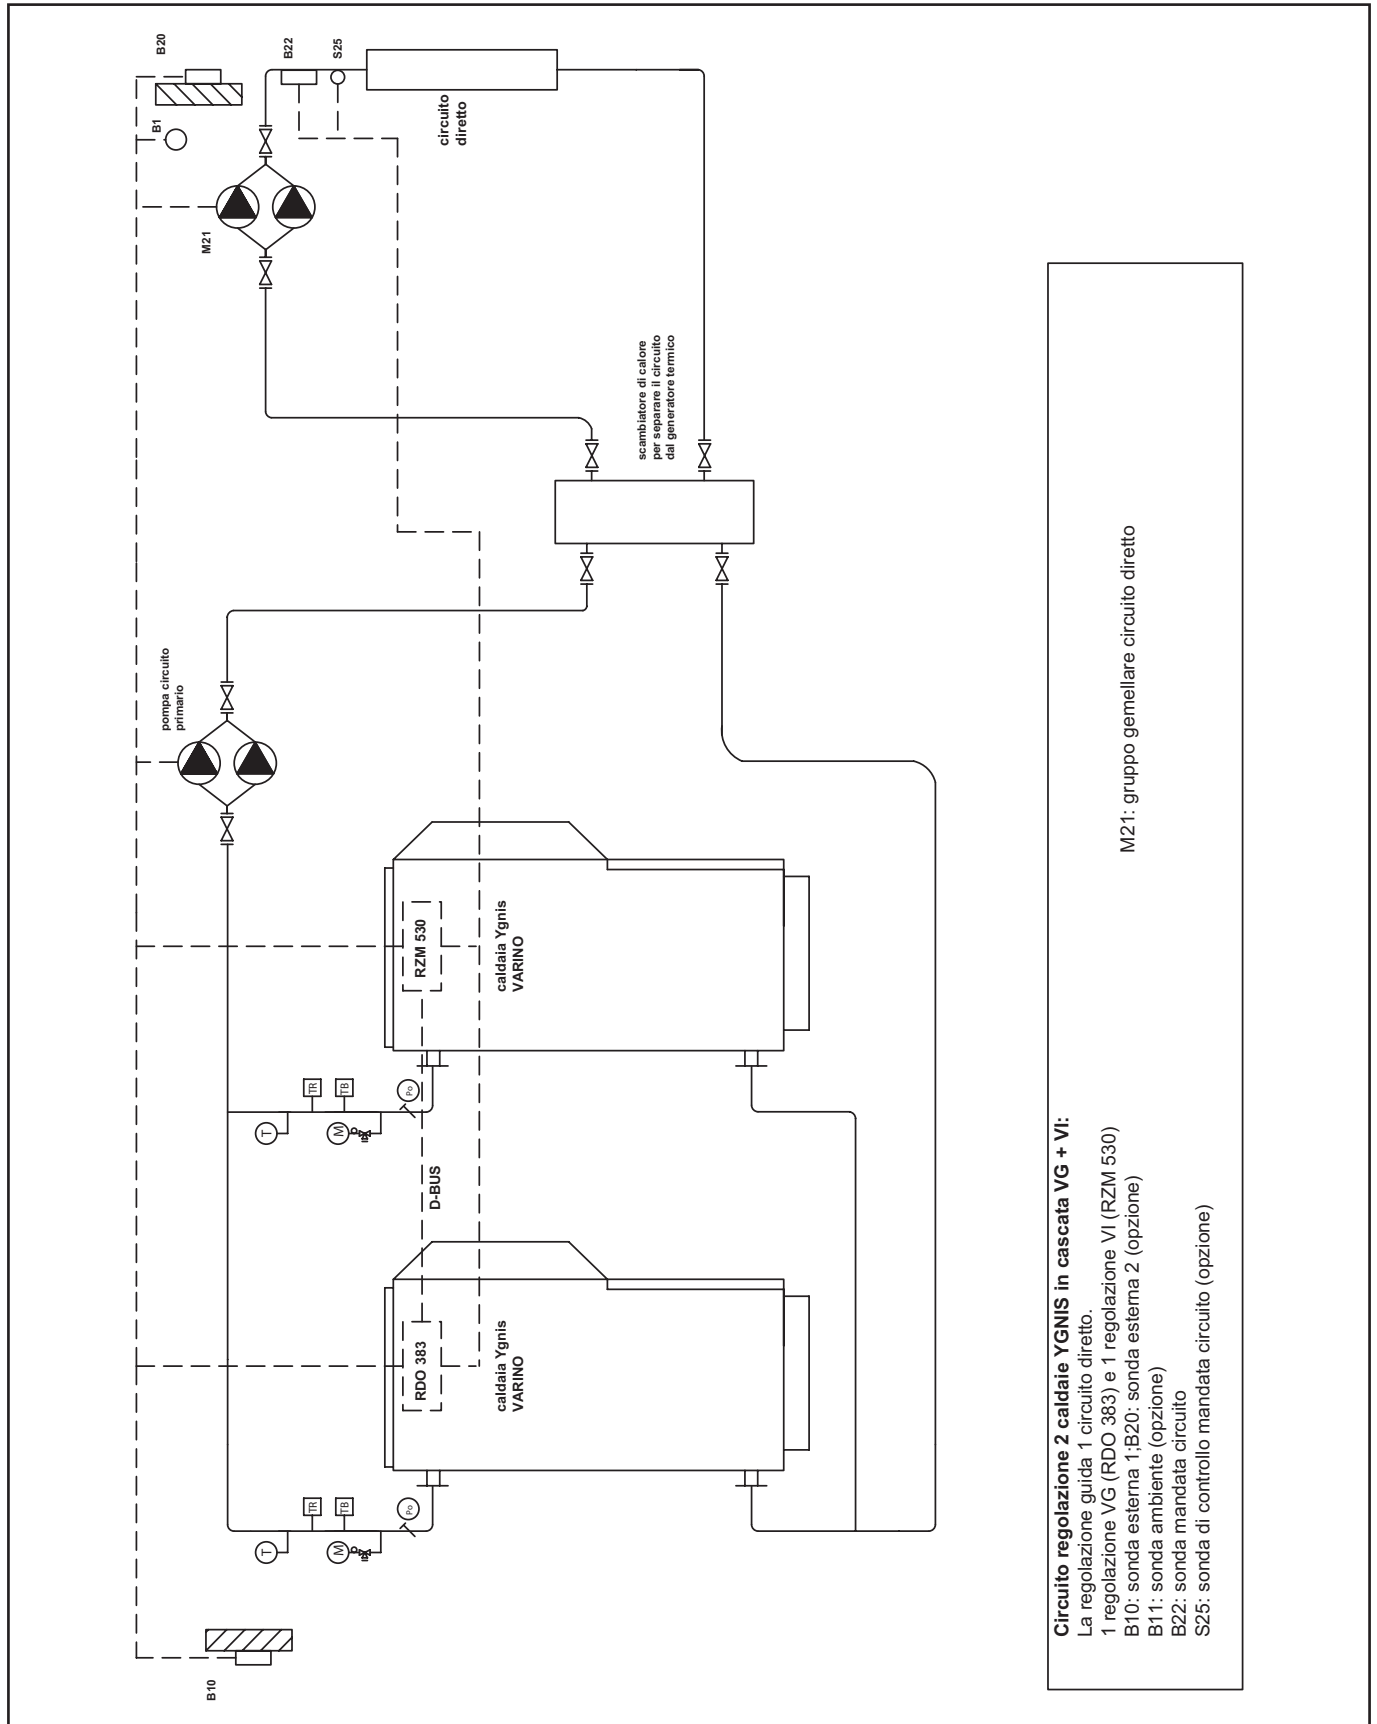 B10
B20
B1
B22
S25
circuito
diretto
M21
scambiatore di calore
per separare il circuito
dal generatore termico
pompa circuito
primario
T
TR
M
TB
Po
T
TR
M
TB
Po
D-BUS
RDO 383
caldaia Ygnis
VARINO
RZM 530
caldaia Ygnis
VARINO
Circuito regolazione 2 caldaie YGNIS in cascata VG + VI:
La regolazione guida 1 circuito diretto.
1 regolazione VG (RDO 383) e 1 regolazione VI (RZM 530)
B10: sonda esterna 1;B20: sonda esterna 2 (opzione)
B11: sonda ambiente (opzione)
B22: sonda mandata circuito
S25: sonda di controllo mandata circuito (opzione)
M21: gruppo gemellare circuito diretto